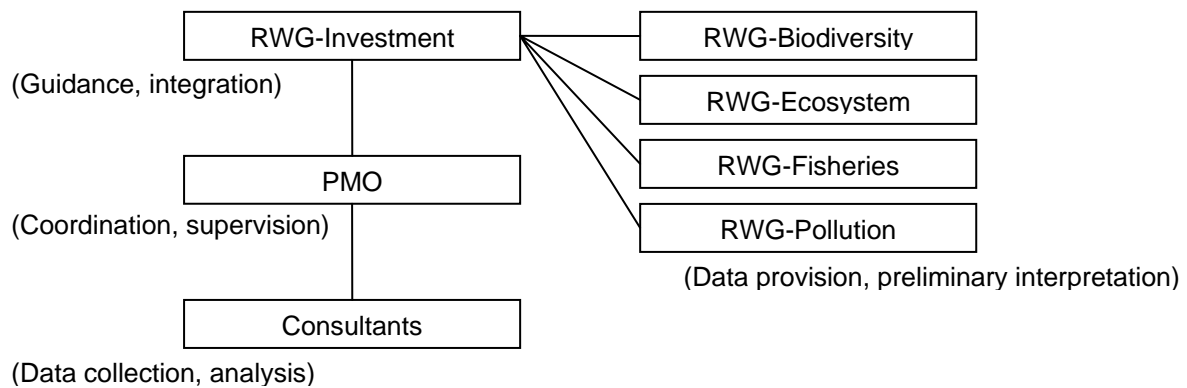 RWG-Investment
(Guidance, integration)
PMO
(Coordination, supervision)
Consultants
(Data collection, analysis)
RWG-Biodiversity
RWG-Ecosystem
RWG-Fisheries
RWG-Pollution
(Data provision, preliminary interpretation)